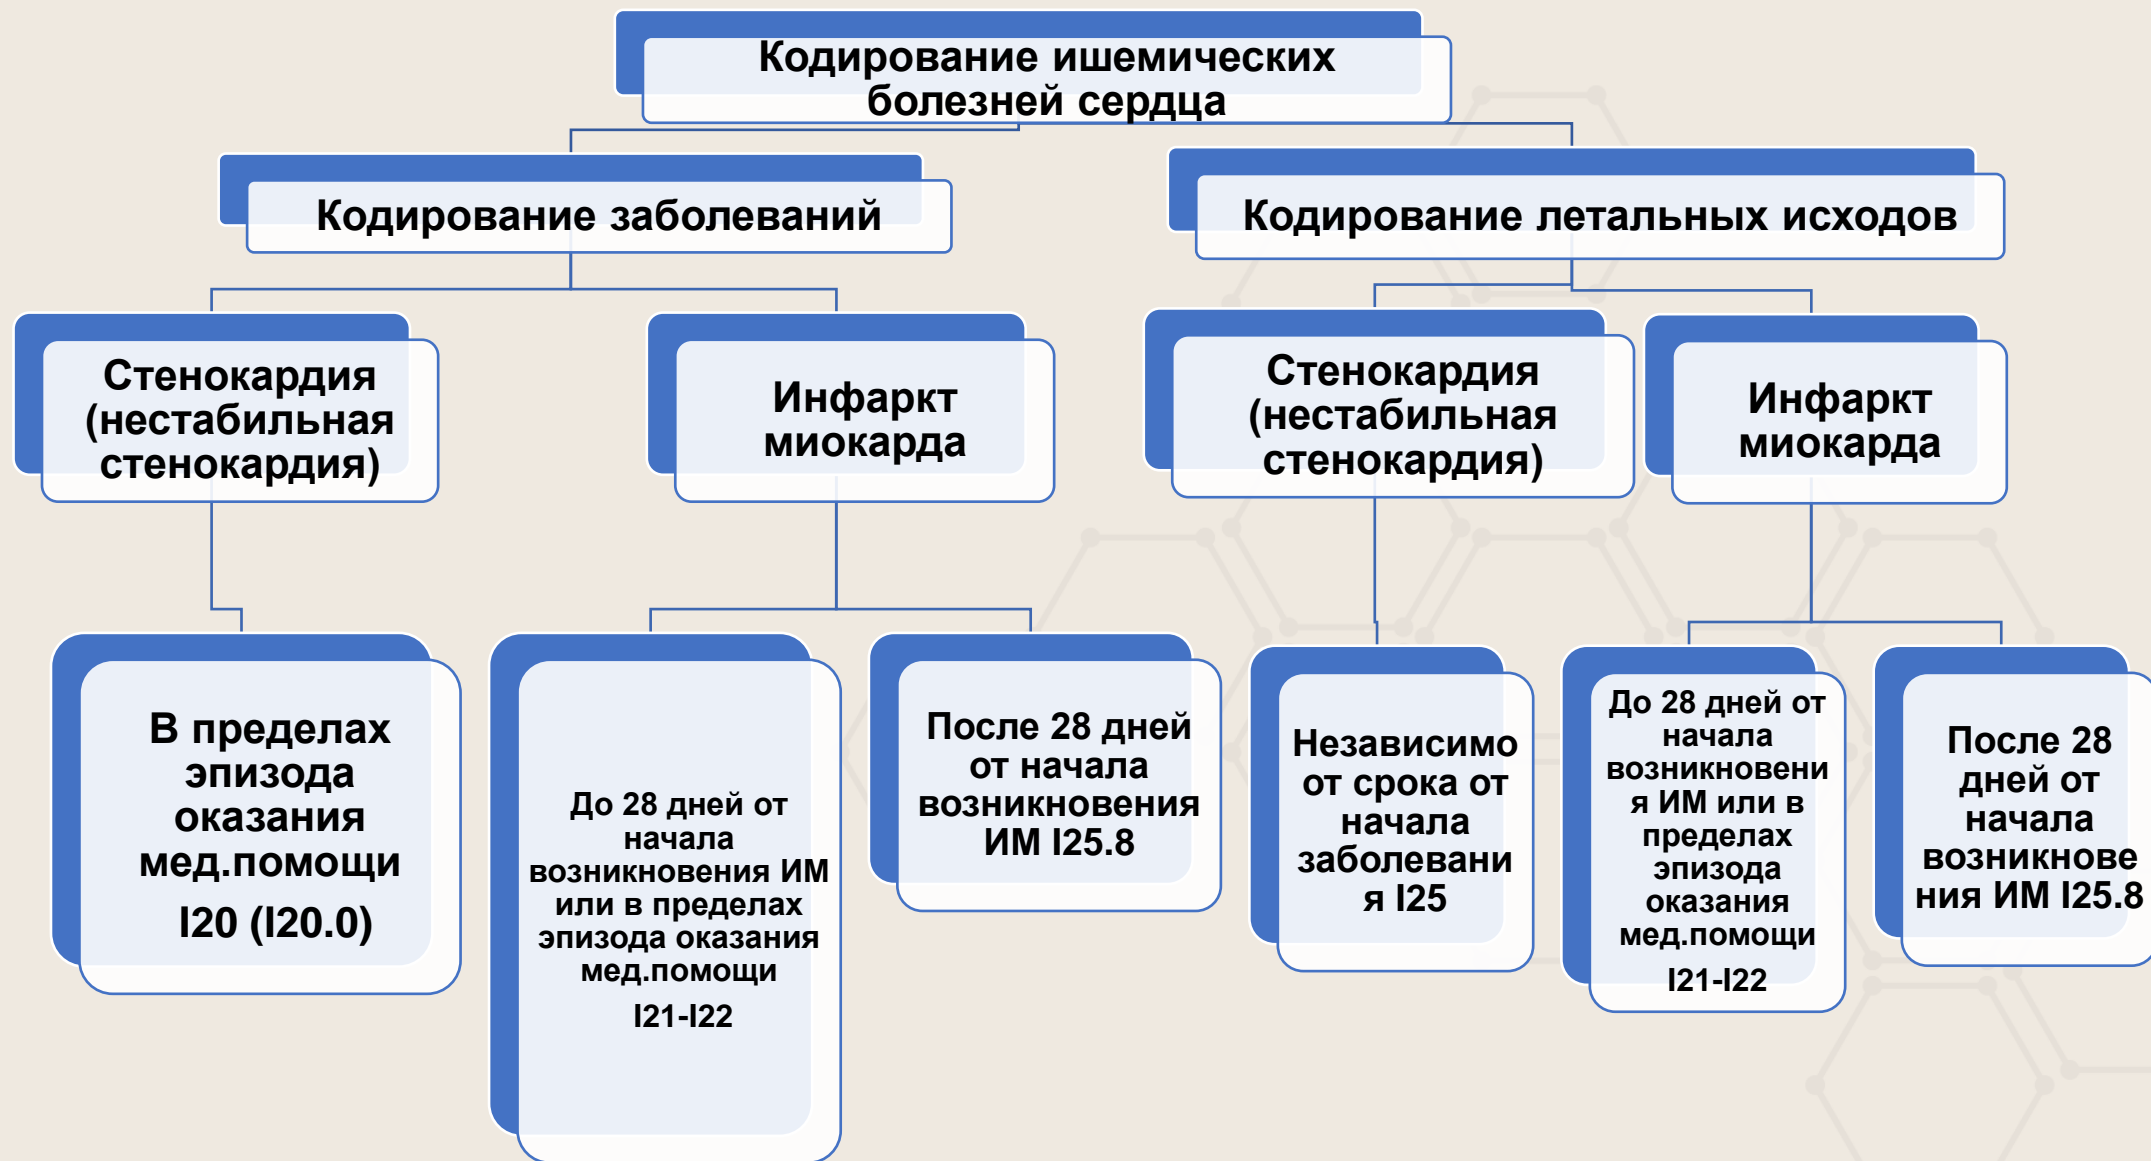 Кодирование ишемических
болезней сердца
Кодирование заболеваний
Кодирование летальных исходов
Стенокардия
(нестабильная
стенокардия)
Инфаркт
миокарда
Стенокардия
(нестабильная
стенокардия)
Инфаркт
миокарда
В пределах
эпизода
оказания
мед.помощи
I20 (I20.0)
До 28 дней от
начала
возникновения ИМ
или в пределах
эпизода оказания
мед.помощи
I21-I22
После 28 дней
от начала
возникновения
ИМ I25.8
Независимо
от срока от
начала
заболевани
я I25
До 28 дней от
начала
возникновени
я ИМ или в
пределах
эпизода
оказания
мед.помощи
I21-I22
После 28
дней от
начала
возникнове
ния ИМ I25.8